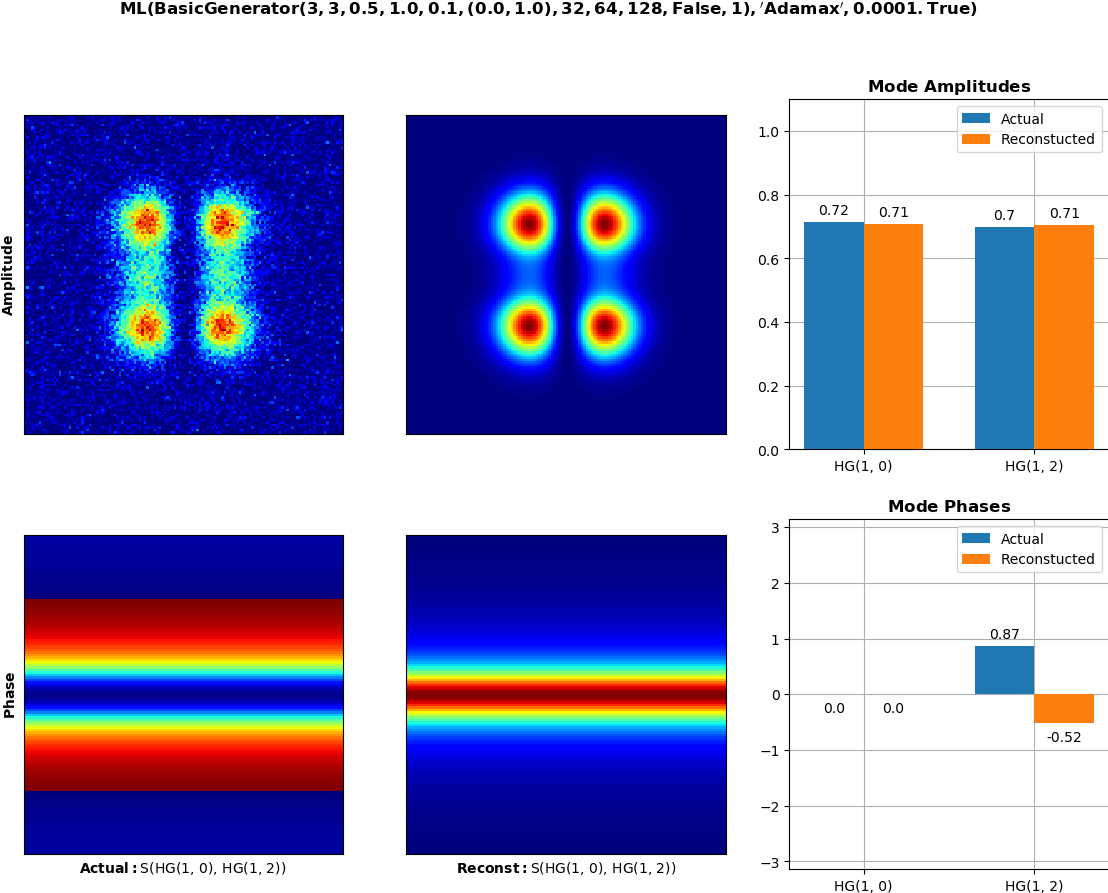 ML(BasicGenerator(3, 3, 0.5, 1.0, 0.1, (0.0, 1.0), 32, 64, 128, False, 1), ′Adamax′, 0.0001. True)
Amplitude
Mode Amplitudes
Actual
Reconstucted
1.0
0.8
0.6
0.4
0.2
0.0
0.72
0.71
0.7
0.71
HG(1, 0)
HG(1, 2)
Phase
Actual: S(HG(1, 0), HG(1, 2))
Reconst: S(HG(1, 0), HG(1, 2))
Mode Phases
Actual
Reconstucted
3
2
1
0
−1
−2
−3
0.0
0.0
0.87
-0.52
HG(1, 0)
HG(1, 2)